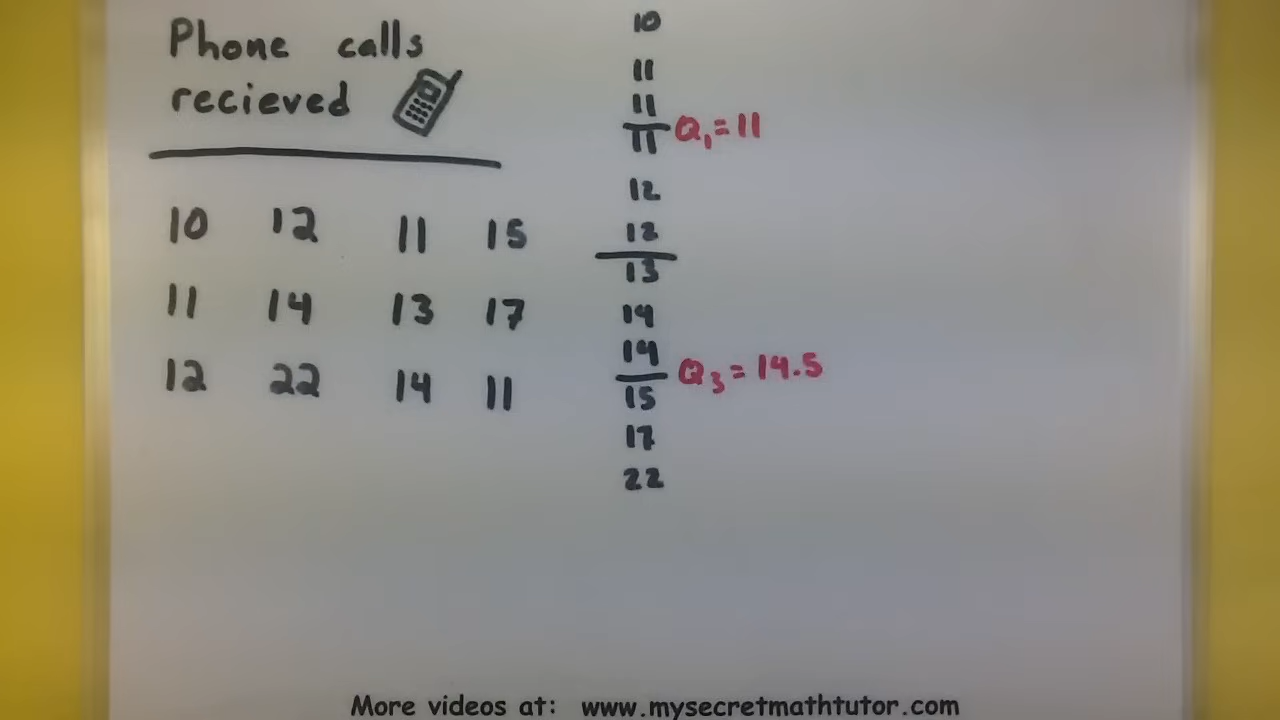 Phone calls
recieved
10 12 11 15
11 14 13 17
12 22 14 11
10
11
11
11 Q₁ = 11
12
12
13
14
14
15 Q₃ = 14.5
17
22
More videos at: www.mysecretmathtutor.com